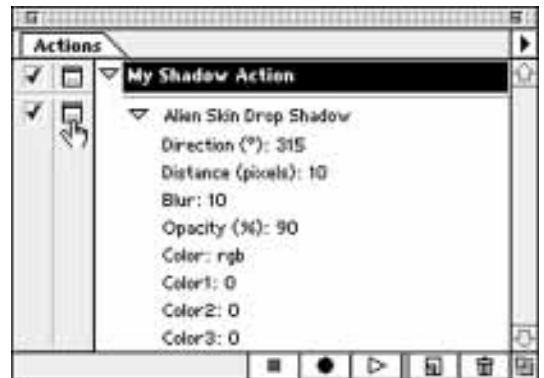 Actions
My Shadow Action
Alien Skin Drop Shadow
Direction (°): 315
Distance (pixels): 10
Blur: 10
Opacity (%): 90
Color: rgb
Color1: 0
Color2: 0
Color3: 0